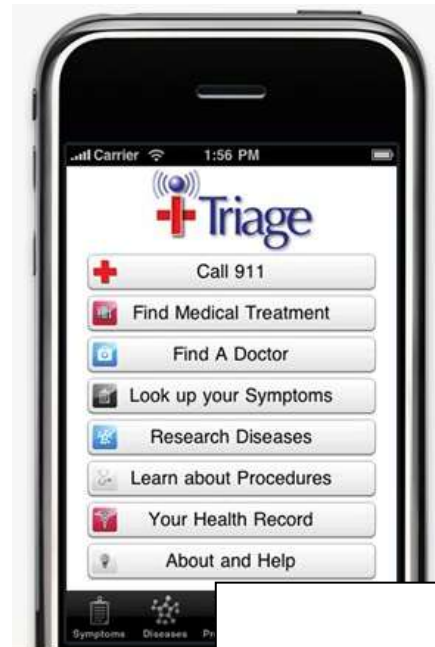 Carrier 1:56 PM
Triage
Call 911
Find Medical Treatment
Find A Doctor
Look up your Symptoms
Research Diseases
Learn about Procedures
Your Health Record
About and Help
Symptoms Diseases Pr